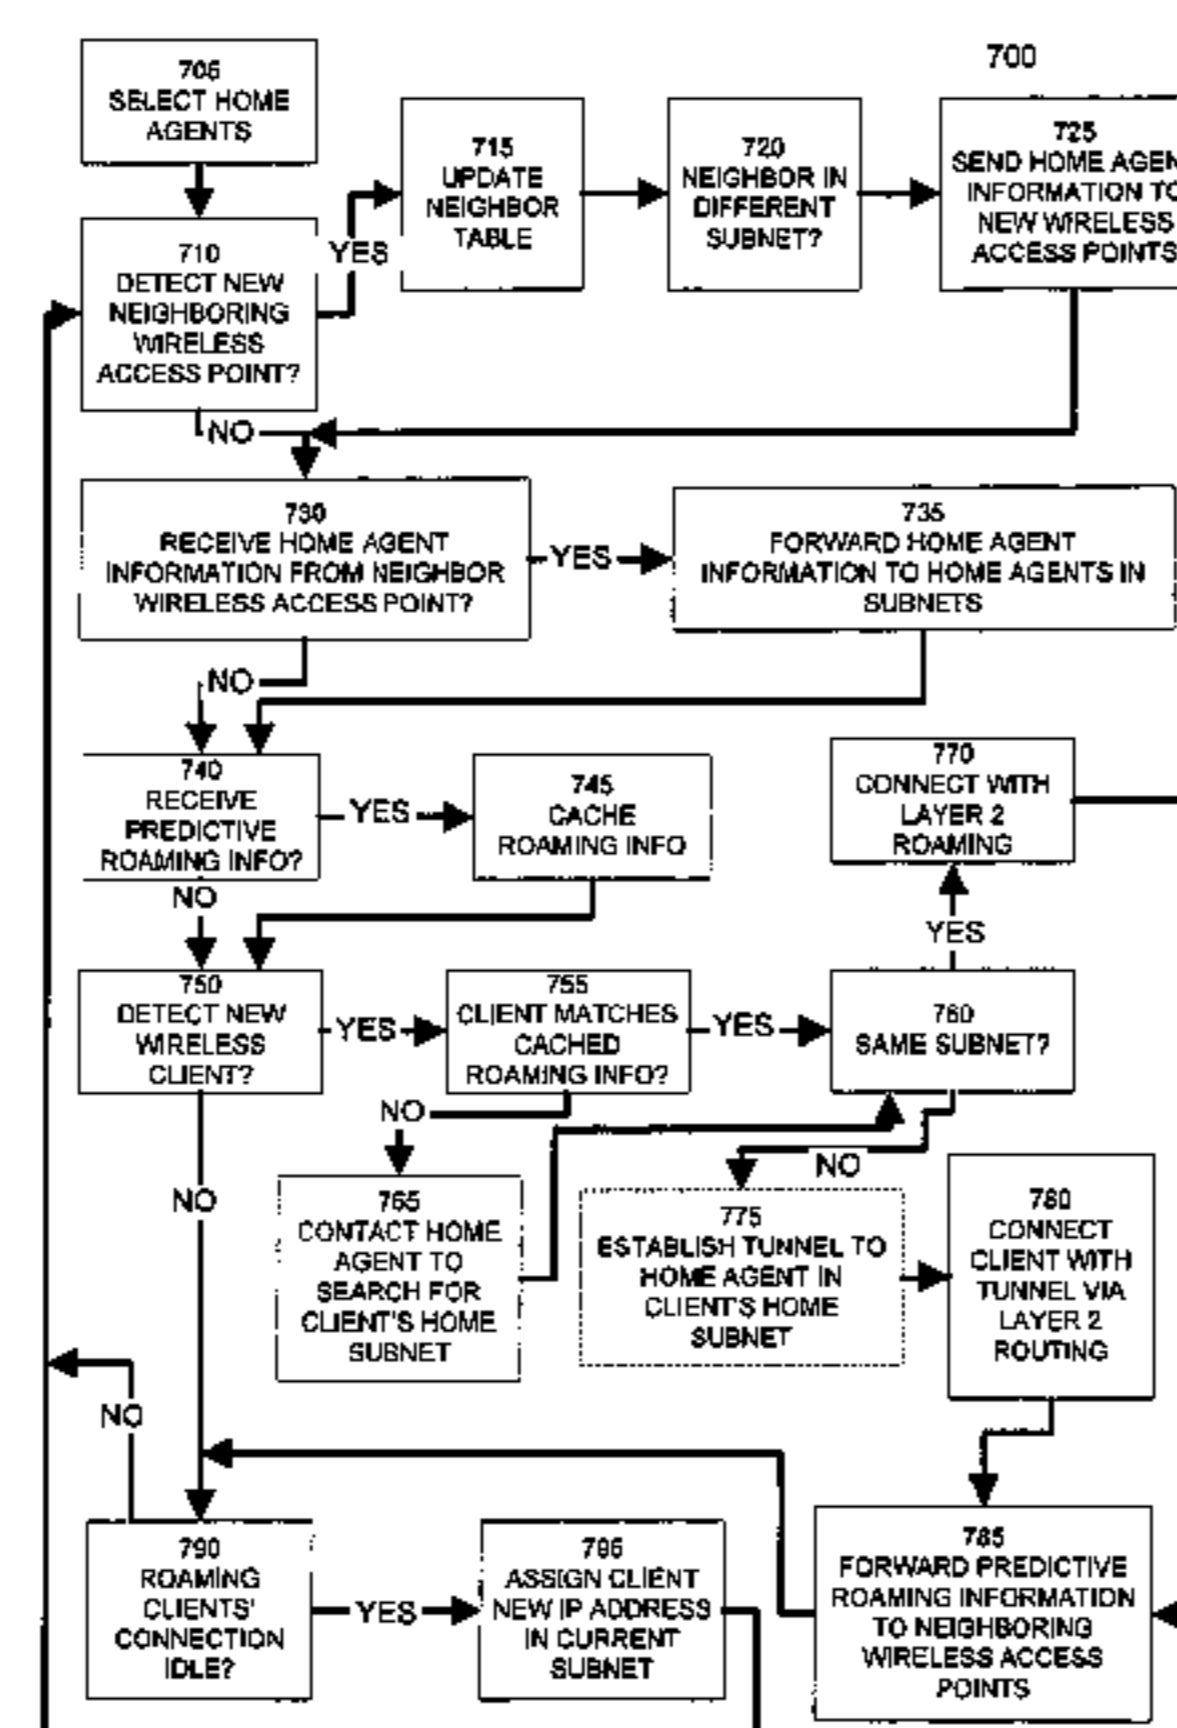 700
705
SELECT HOME
AGENTS
710
DETECT NEW
NEIGHBORING
WIRELESS
ACCESS POINT?
YES
NO
715
UPDATE
NEIGHBOR
TABLE
720
NEIGHBOR IN
DIFFERENT
SUBNET?
725
SEND HOME AGEN
INFORMATION TO
NEW WIRELESS
ACCESS POINTS
730
RECEIVE HOME AGENT
INFORMATION FROM NEIGHBOR
WIRELESS ACCESS POINT?
YES
NO
735
FORWARD HOME AGENT
INFORMATION TO HOME AGENTS IN
SUBNETS
740
RECEIVE
PREDICTIVE
ROAMING INFO?
YES
NO
745
CACHE
ROAMING INFO
770
CONNECT WITH
LAYER 2
ROAMING
YES
750
DETECT NEW
WIRELESS
CLIENT?
YES
NO
755
CLIENT MATCHES
CACHED
ROAMING INFO?
YES
NO
760
SAME SUBNET?
NO
765
CONTACT HOME
AGENT TO
SEARCH FOR
CLIENT'S HOME
SUBNET
775
ESTABLISH TUNNEL TO
HOME AGENT IN
CLIENT'S HOME
SUBNET
780
CONNECT
CLIENT WITH
TUNNEL VIA
LAYER 2
ROUTING
NO
790
ROAMING
CLIENTS'
CONNECTION
IDLE?
YES
795
ASSIGN CLIENT
NEW IP ADDRESS
IN CURRENT
SUBNET
785
FORWARD PREDICTIVE
ROAMING INFORMATION
TO NEIGHBORING
WIRELESS ACCESS
POINTS